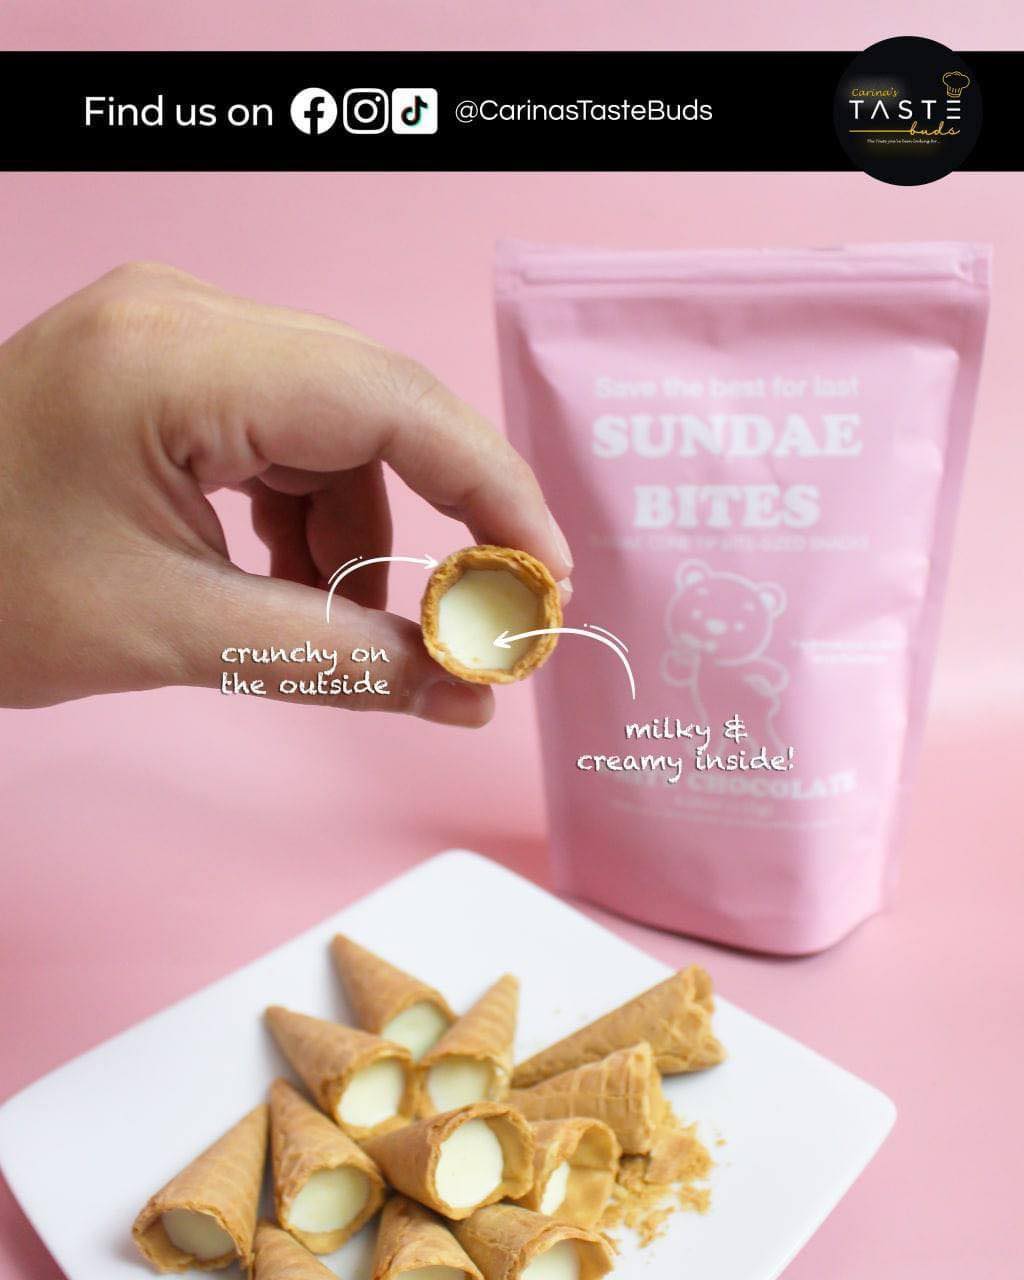 Find us on
@CarinasTasteBuds
Carina's
TASTE
buds
Save the best for last
SUNDAE
BITES
crunchy on
the outside
milky &
creamy inside!
CHOCOLATE